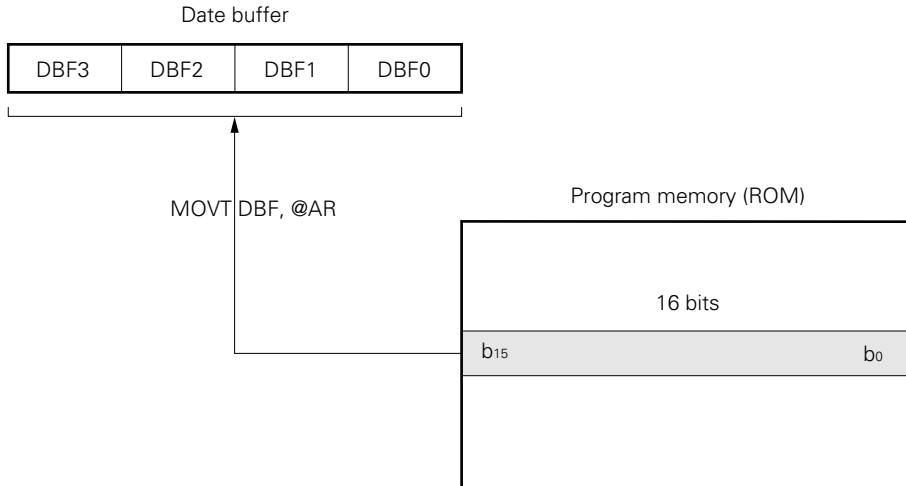 Date buffer
DBF3 DBF2 DBF1 DBF0
MOVT DBF, @AR
Program memory (ROM)
16 bits
b15 b0